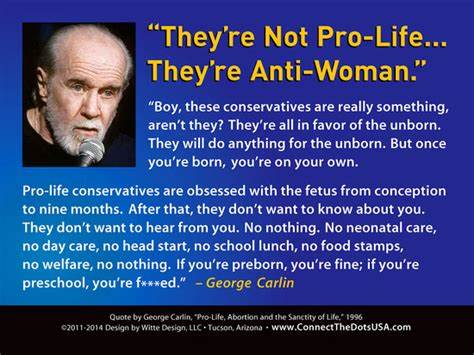 “They’re Not Pro-Life...
They’re Anti-Woman.”
“Boy, these conservatives are really something,
aren’t they? They’re all in favor of the unborn.
They will do anything for the unborn. But once
you’re born, you’re on your own.
Pro-life conservatives are obsessed with the fetus from conception
to nine months. After that, they don’t want to know about you.
They don’t want to hear from you. No nothing. No neonatal care,
no day care, no head start, no school lunch, no food stamps,
no welfare, no nothing. If you’re preborn, you’re fine; if you’re
preschool, you’re f***ed.” – George Carlin
Quote by George Carlin, “Pro-Life, Abortion and the Sanctity of Life,” 1996
©2011-2014 Design by Witte Design, LLC • Tucson, Arizona • www.ConnectTheDotsUSA.com